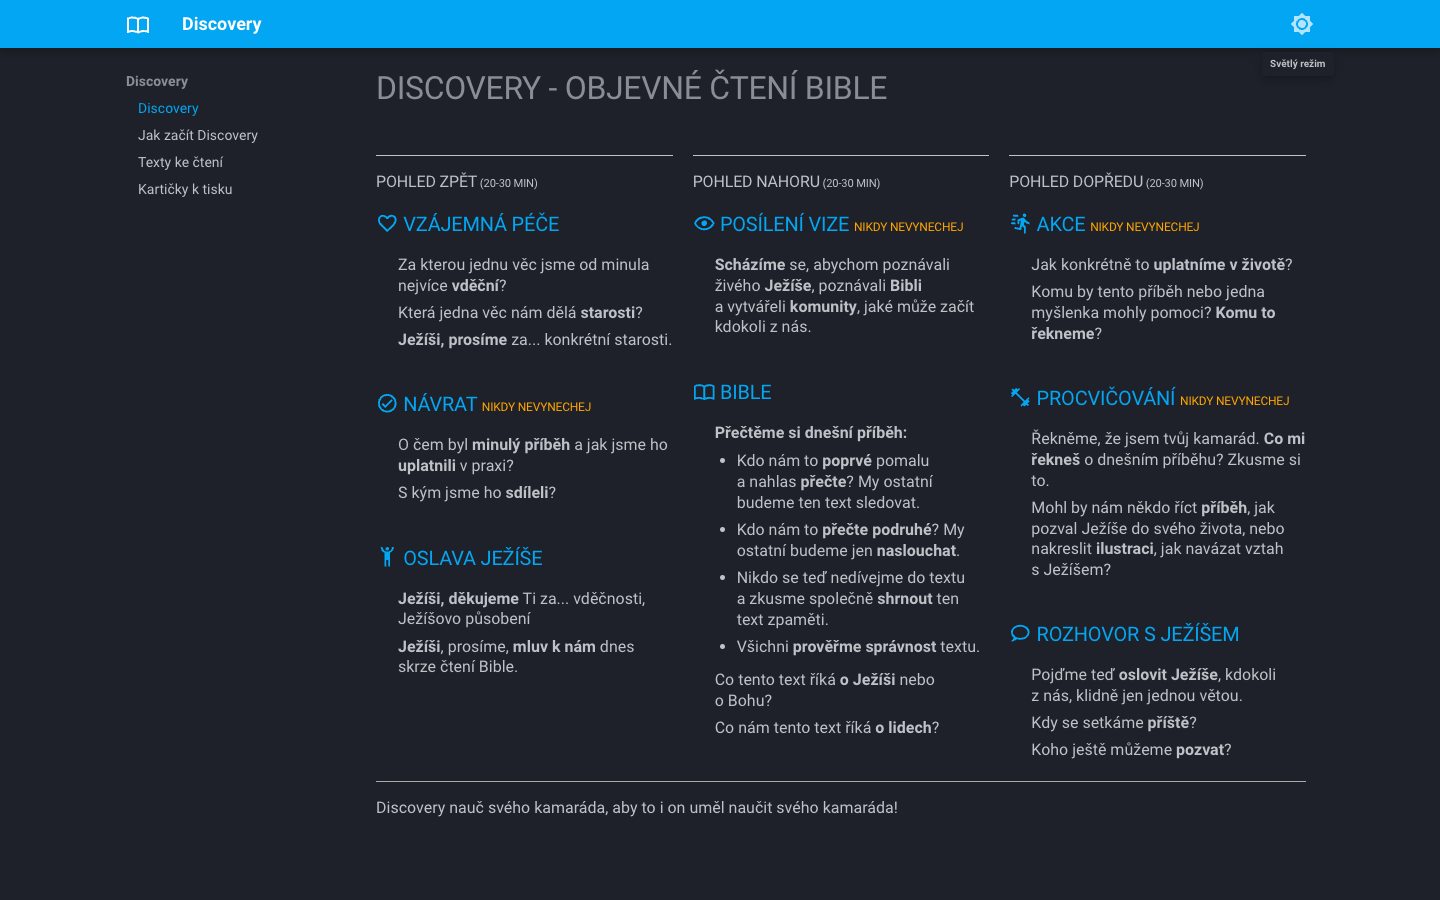 Discovery
Světlý režim
Discovery
Discovery
Jak začít Discovery
Texty ke čtení
Kartičky k tisku
DISCOVERY - OBJEVNÉ ČTENÍ BIBLE
POHLED ZPĚT (20-30 MIN)
VZÁJEMNÁ PÉČE
Za kterou jednu věc jsme od minula
nejvíce vděční?
Která jedna věc nám dělá starosti?
Ježíši, prosíme za... konkrétní starosti.
NÁVRAT NIKDY NEVYNECHEJ
O čem byl minulý příběh a jak jsme ho
uplatnili v praxi?
S kým jsme ho sdíleli?
OSLAVA JEŽÍŠE
Ježíši, děkujeme Ti za... vděčnosti,
Ježíšovo působení
Ježíši, prosíme, mluv k nám dnes
skrze čtení Bible.
POHLED NAHORU (20-30 MIN)
POSÍLENÍ VIZE NIKDY NEVYNECHEJ
Scházíme se, abychom poznávali
živého Ježíše, poznávali Bibli
a vytvářeli komunity, jaké může začít
kdokoli z nás.
BIBLE
Přečtěme si dnešní příběh:
• Kdo nám to poprvé pomalu
a nahlas přečte? My ostatní
budeme ten text sledovat.
• Kdo nám to přečte podruhé? My
ostatní budeme jen naslouchat.
• Nikdo se teď nedívejme do textu
a zkusme společně shrnout ten
text zpaměti.
• Všichni prověřme správnost textu.
Co tento text říká o Ježíši nebo
o Bohu?
Co nám tento text říká o lidech?
POHLED DOPŘEDU (20-30 MIN)
AKCE NIKDY NEVYNECHEJ
Jak konkrétně to uplatníme v životě?
Komu by tento příběh nebo jedna
myšlenka mohly pomoci? Komu to
řekneme?
PROCVIČOVÁNÍ NIKDY NEVYNECHEJ
Řekněme, že jsem tvůj kamarád. Co mi
řekneš o dnešním příběhu? Zkusme si
to.
Mohl by nám někdo říct příběh, jak
pozval Ježíše do svého života, nebo
nakreslit ilustraci, jak navázat vztah
s Ježíšem?
ROZHOVOR S JEŽÍŠEM
Pojďme teď oslovit Ježíše, kdokoli
z nás, klidně jen jednou větou.
Kdy se setkáme příště?
Koho ještě můžeme pozvat?
Discovery nauč svého kamaráda, aby to i on uměl naučit svého kamaráda!